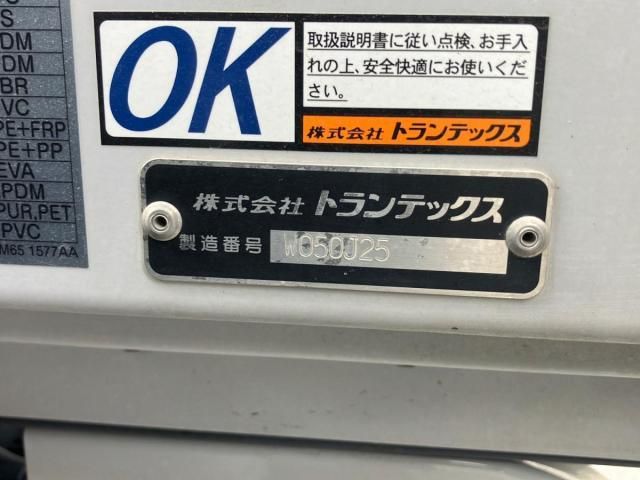 S
DM
DM
BR
VC
PE+FRP
PE+PP
EVA
PDM
PUR.PET
PVC
M65 1577AA
OK
取扱説明書に従い点検、お手入
れの上、安全快適にお使いくだ
さい。
株式会社 トランテックス
株式会社 トランテックス
製造番号 W050J25